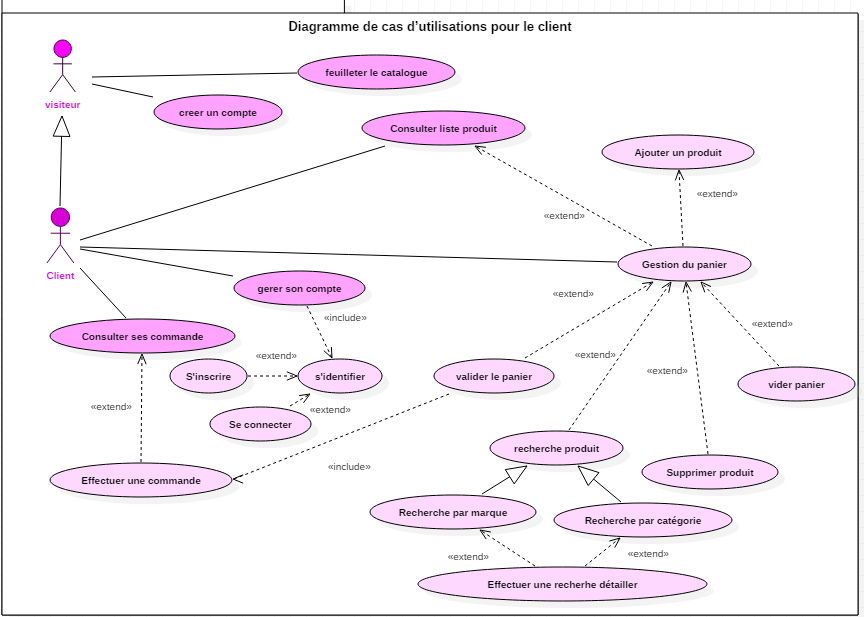 Diagramme de cas d'utilisations pour le client
visiteur
feuilleter le catalogue
creer un compte
Consulter liste produit
Ajouter un produit
«extend»
«extend»
Client
Gestion du panier
gerer son compte
«extend»
«include»
«extend»
Consulter ses commande
«extend»
«extend»
S'inscrire
s'identifier
valider le panier
«extend»
vider panier
«extend»
«extend»
Se connecter
recherche produit
«include»
Supprimer produit
Effectuer une commande
Recherche par marque
Recherche par catégorie
«extend»
«extend»
Effectuer une recherhe détailler